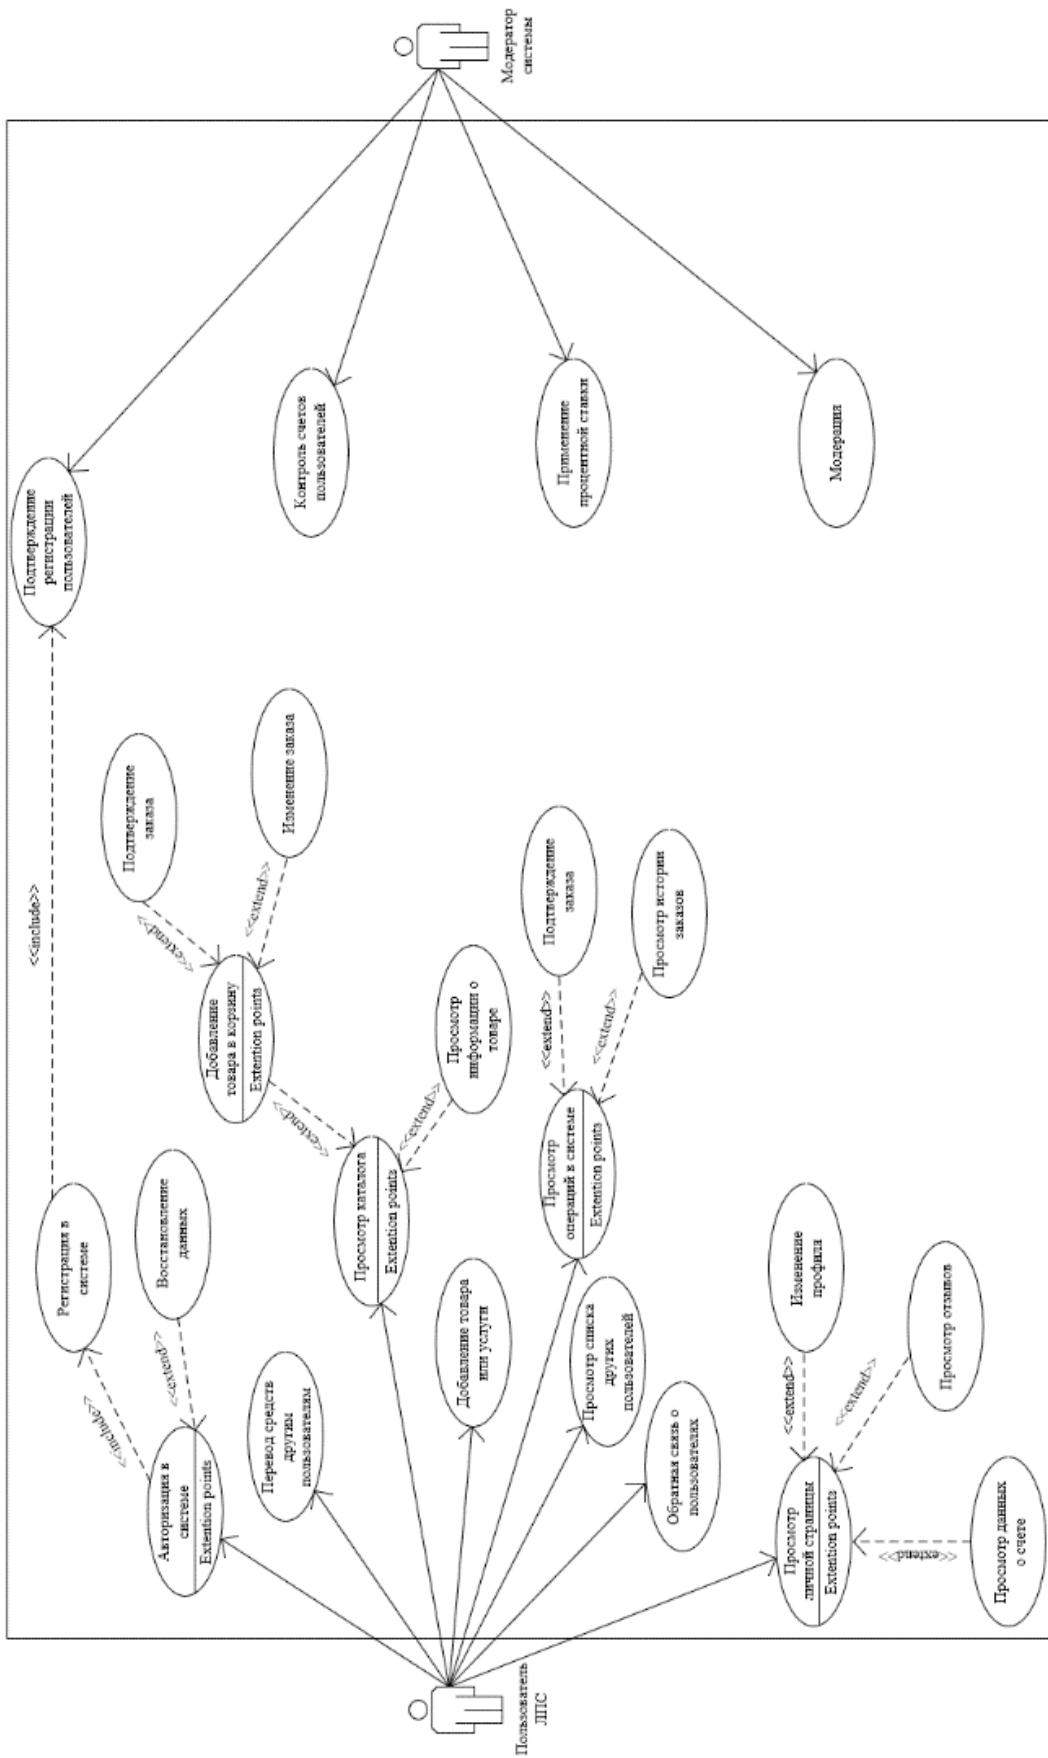 Пользователь
ЛПС
Модератор
системы
Авторизация в
системе
Extention points
<<include>>
Регистрация в
системе
<<include>>
Подтверждение
регистрации
пользователей
<<extend>>
Восстановление
данных
Перевод средств
другим
пользователям
Просмотр каталога
Extention points
<<extend>>
Добавление
товара в корзину
Extention points
<<extend>>
Подтверждение
заказа
<<extend>>
Изменение заказа
<<extend>>
Просмотр
информации о
товаре
Добавление товара
или услуги
Просмотр
операций в системе
Extention points
<<extend>>
Подтверждение
заказа
<<extend>>
Просмотр истории
заказов
Просмотр списка
других
пользователей
Обратная связь о
пользователях
Просмотр
личной страницы
Extention points
<<extend>>
Изменение
профиля
<<extend>>
Просмотр отзывов
<<extend>>
Просмотр данных
о счете
Контроль счетов
пользователей
Применение
процентной ставки
Модерация